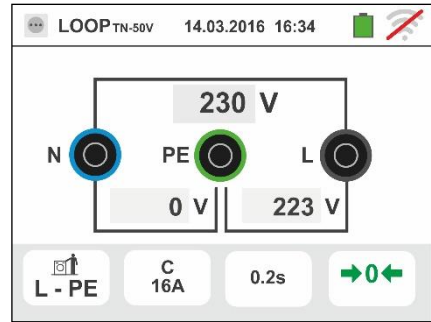 LOOP TN-50V 14.03.2016 16:34
230 V
N PE L
0 V 223 V
L - PE C 16A 0.2s →0←